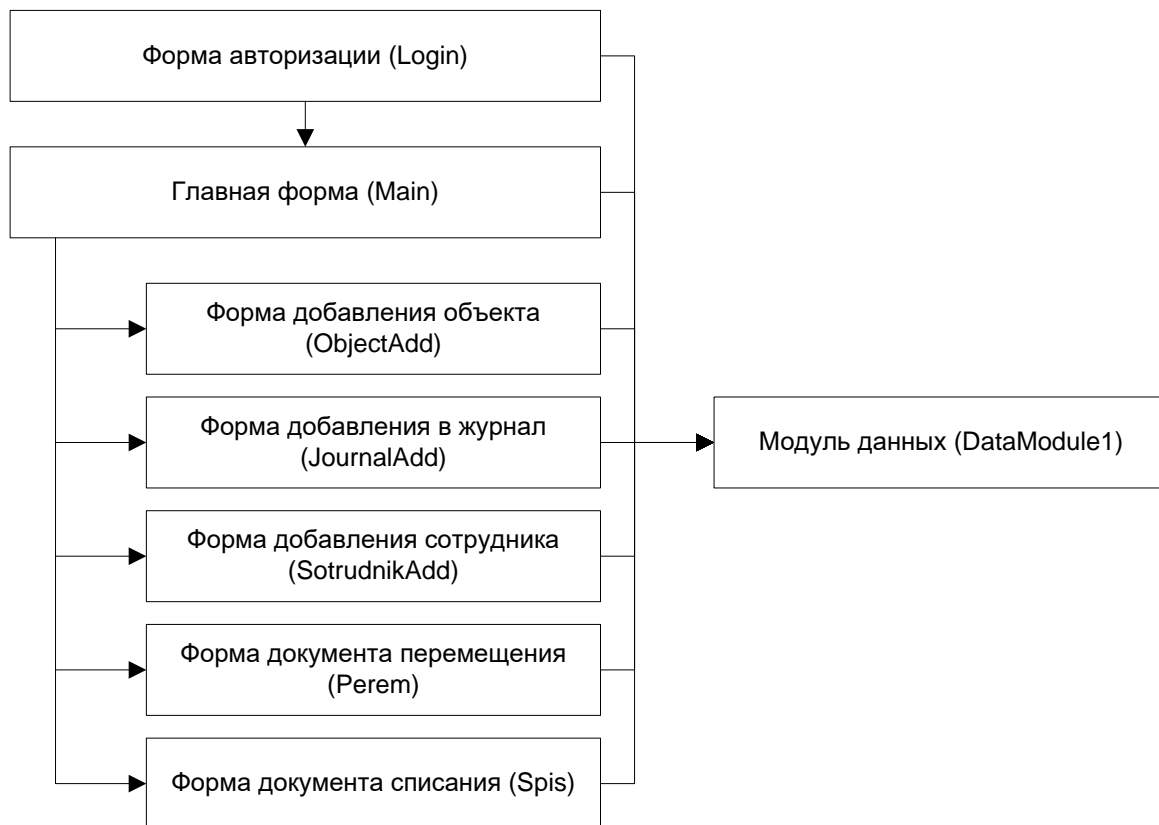 Форма авторизации (Login)
Главная форма (Main)
Форма добавления объекта
(ObjectAdd)
Форма добавления в журнал
(JournalAdd)
Модуль данных (DataModule1)
Форма добавления сотрудника
(SotrudnikAdd)
Форма документа перемещения
(Perem)
Форма документа списания (Spis)